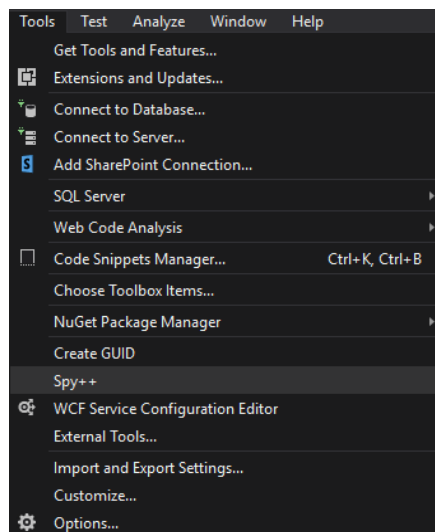 Tools Test Analyze Window Help
Get Tools and Features...
Extensions and Updates...
Connect to Database...
Connect to Server...
Add SharePoint Connection...
SQL Server
Web Code Analysis
Code Snippets Manager... Ctrl+K, Ctrl+B
Choose Toolbox Items...
NuGet Package Manager
Create GUID
Spy++
WCF Service Configuration Editor
External Tools...
Import and Export Settings...
Customize...
Options...